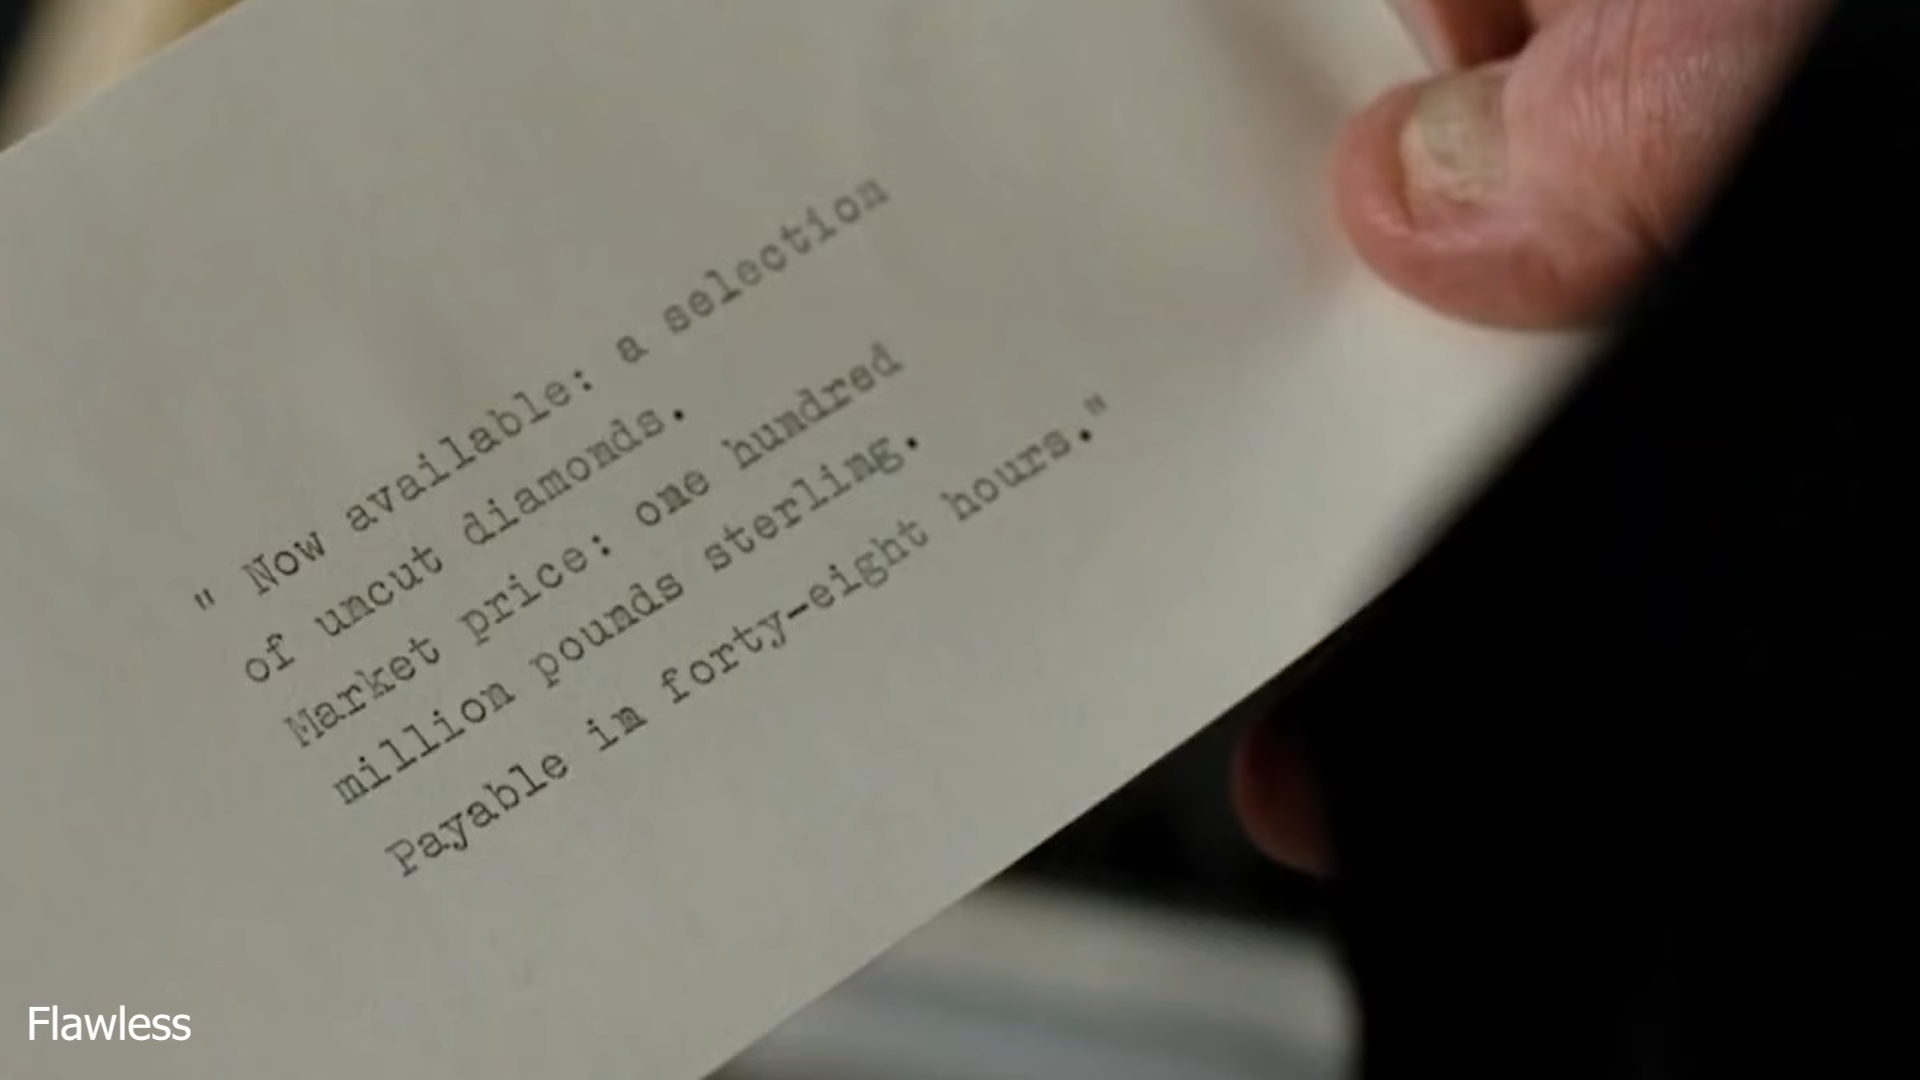 " Now available: a selection
of uncut diamonds.
Market price: one hundred
million pounds sterling.
Payable in forty-eight hours."
Flawless